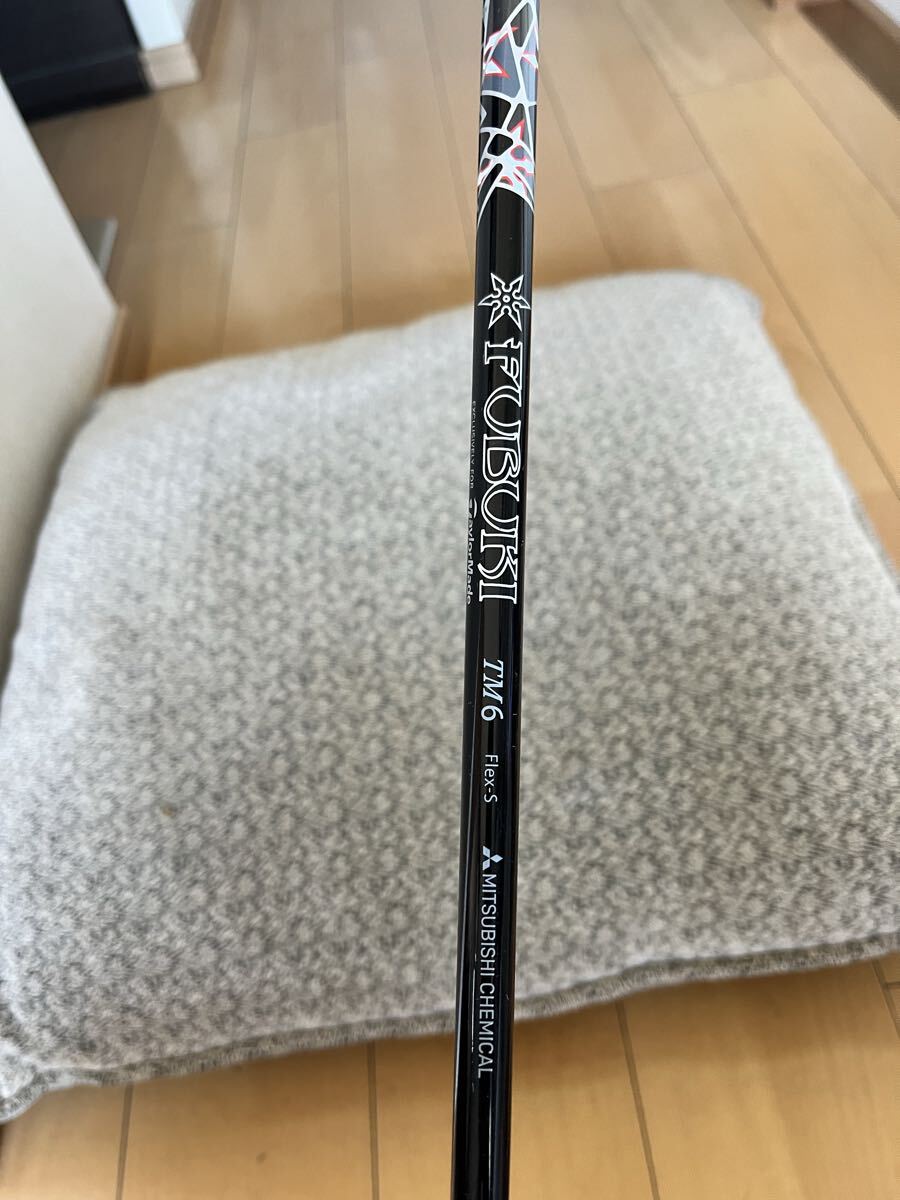 FUBUKI
EXCLUSIVELY FOR TaylorMade
TM6
Flex-S
MITSUBISHI CHEMICAL